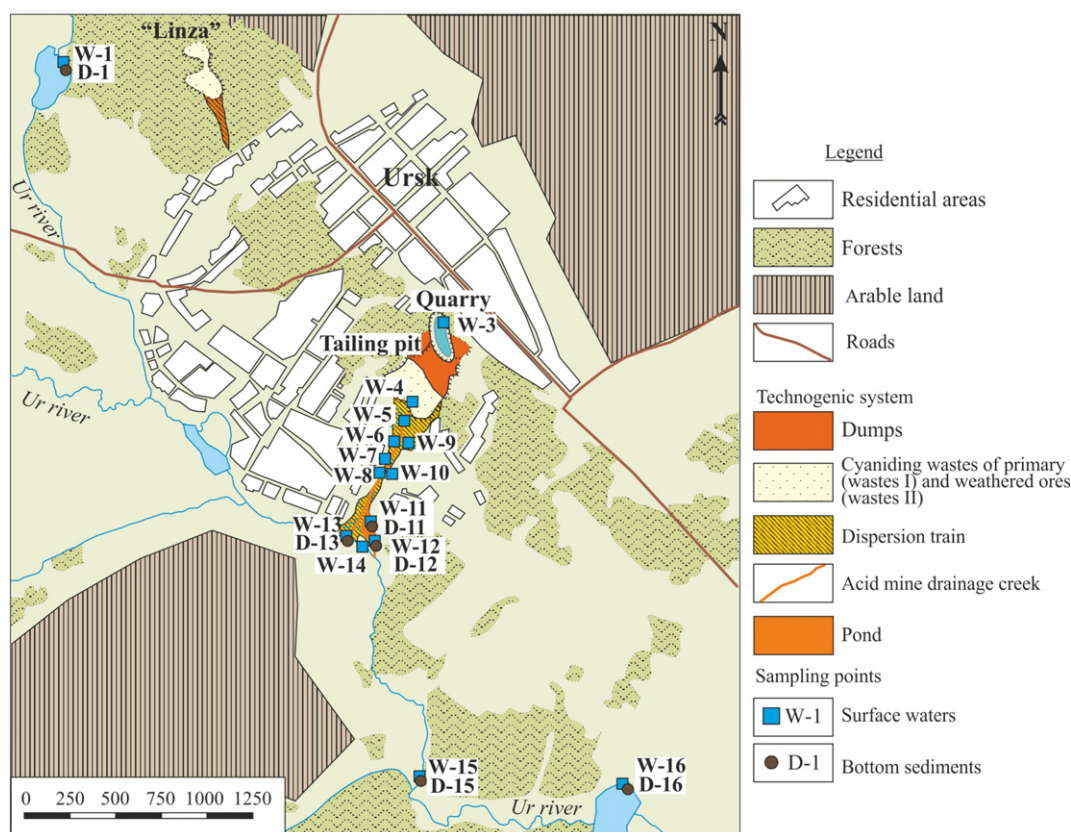 “Linza”
N
W-1
D-1
Ursk
Ur river
Quarry
W-3
Tailing pit
W-4
Ur river
W-5
W-6
W-9
W-7
W-8
W-10
W-11
W-13
D-11
D-13
W-12
W-14
D-12
W-15
D-15
W-16
D-16
Ur river
0 250 500 750 1000 1250
Legend
Residential areas
Forests
Arable land
Roads
Technogenic system
Dumps
Cyaniding wastes of primary
(wastes I) and weathered ores
(wastes II)
Dispersion train
Acid mine drainage creek
Pond
Sampling points
W-1 Surface waters
D-1 Bottom sediments